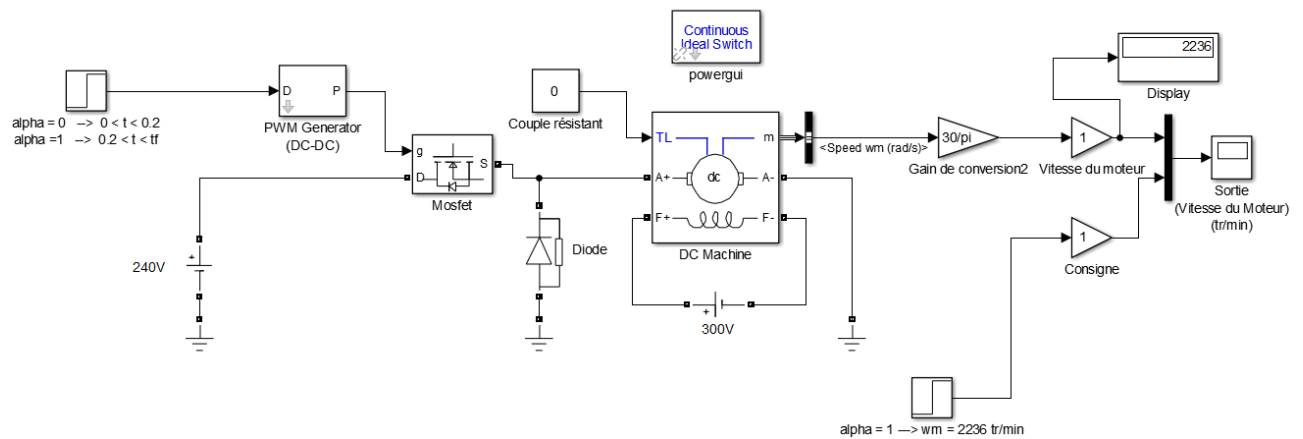 Continuous
Ideal Switch
powergui
2236
Display
D
P
PWM Generator
(DC-DC)
alpha = 0 --> 0 < t < 0.2
alpha =1 --> 0.2 < t < tf
0
Couple résistant
TL
m
dc
A+
A-
F+
F-
DC Machine
<Speed wm (rad/s)>
30/pi
Gain de conversion2
1
Vitesse du moteur
Sortie
(Vitesse du Moteur)
(tr/min)
g
D
S
Mosfet
Diode
+
240V
+
300V
1
Consigne
alpha = 1 ---> wm = 2236 tr/min